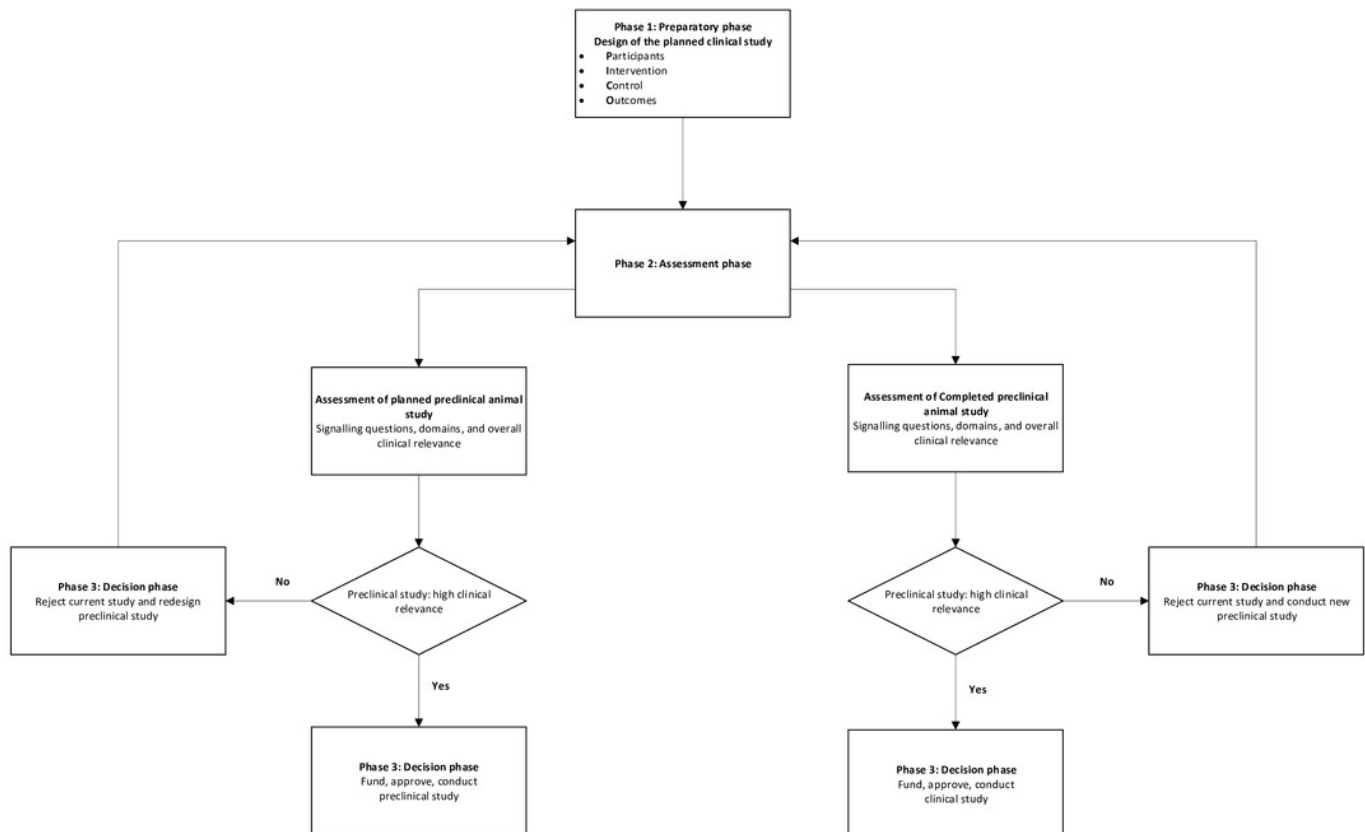 Phase 1: Preparatory phase
Design of the planned clinical study
• Participants
• Intervention
• Control
• Outcomes
Phase 2: Assessment phase
Assessment of planned preclinical animal
study
Signalling questions, domains, and overall
clinical relevance
Assessment of Completed preclinical
animal study
Signalling questions, domains, and overall
clinical relevance
Phase 3: Decision phase
Reject current study and redesign
preclinical study
No
Preclinical study: high clinical
relevance
Preclinical study: high clinical
relevance
No
Phase 3: Decision phase
Reject current study and conduct new
preclinical study
Yes
Yes
Phase 3: Decision phase
Fund, approve, conduct
preclinical study
Phase 3: Decision phase
Fund, approve, conduct
clinical study